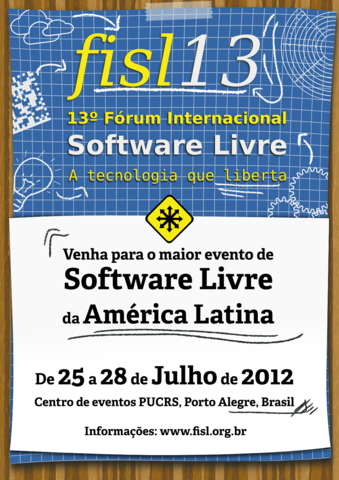 fisl13
13º Fórum Internacional
Software Livre
A tecnologia que liberta
Venha para o maior evento de
Software Livre
da América Latina
De 25 a 28 de Julho de 2012
Centro de eventos PUCRS, Porto Alegre, Brasil
Informações: www.fisl.org.br